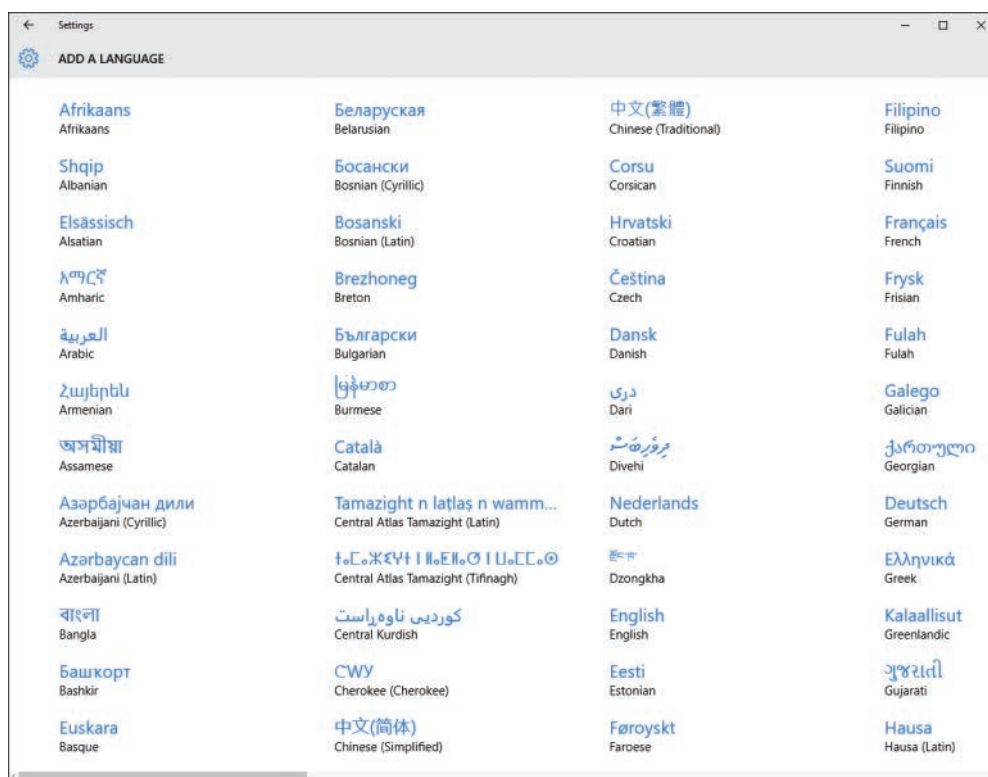 Settings
ADD A LANGUAGE
Afrikaans
Afrikaans
Shqip
Albanian
Elsässisch
Alsatian
አማርኛ
Amharic
العربية
Arabic
Հայերեն
Armenian
অসমীয়া
Assamese
Азәрбајҹан дили
Azerbaijani (Cyrillic)
Azərbaycan dili
Azerbaijani (Latin)
বাংলা
Bangla
Башҡорт
Bashkir
Euskara
Basque
Беларуская
Belarusian
Босански
Bosnian (Cyrillic)
Bosanski
Bosnian (Latin)
Brezhoneg
Breton
Български
Bulgarian
မြန်မာစာ
Burmese
Català
Catalan
Tamazight n laṭlaṣ n wamm...
Central Atlas Tamazight (Latin)
Central Atlas Tamazight (Tifinagh)
کوردیی ناوەڕاست
Central Kurdish
ᏣᎳᎩ
Cherokee (Cherokee)
中文(简体)
Chinese (Simplified)
中文(繁體)
Chinese (Traditional)
Corsu
Corsican
Hrvatski
Croatian
Čeština
Czech
Dansk
Danish
درى
Dari
ދިވެހިބަސް
Divehi
Nederlands
Dutch
རྫོང་ཁ
Dzongkha
English
English
Eesti
Estonian
Føroyskt
Faroese
Filipino
Filipino
Suomi
Finnish
Français
French
Frysk
Frisian
Fulah
Fulah
Galego
Galician
ქართული
Georgian
Deutsch
German
Ελληνικά
Greek
Kalaallisut
Greenlandic
ગુજરાતી
Gujarati
Hausa
Hausa (Latin)